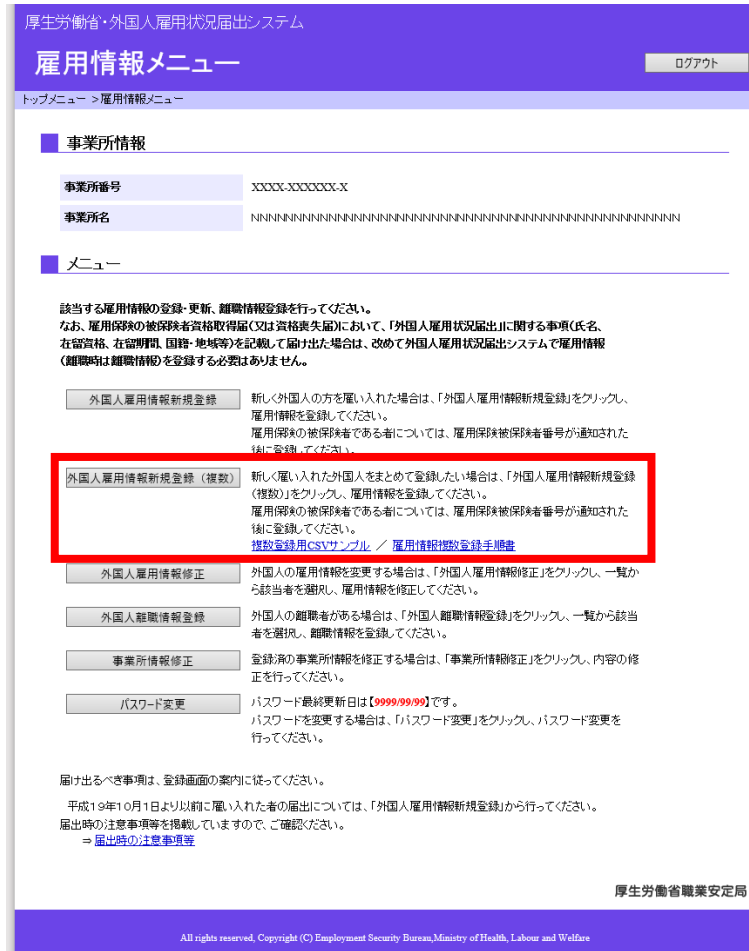 厚生労働省・外国人雇用状況届出システム
雇用情報メニュー
ログアウト
トップメニュー >雇用情報メニュー
事業所情報
事業所番号 XXXX-XXXXXX-X
事業所名 NNNNNNNNNNNNNNNNNNNNNNNNNNNNNNNNNNNNNNNNNNNNNNNNNNNNNNNNNNNN
メニュー
該当する雇用情報の登録・更新、離職情報登録を行ってください。
なお、雇用保険の被保険者資格取得届(又は資格喪失届)において、「外国人雇用状況届出」に関する事項(氏名、
在留資格、在留期間、国籍・地域等)を記載して届け出た場合は、改めて外国人雇用状況届出システムで雇用情報
(離職時は離職情報)を登録する必要はありません。
外国人雇用情報新規登録 新しく外国人の方を雇い入れた場合は、「外国人雇用情報新規登録」をクリックし、
雇用情報を登録してください。
雇用保険の被保険者である者については、雇用保険被保険者番号が通知された
後に登録してください。
外国人雇用情報新規登録(複数) 新しく雇い入れた外国人をまとめて登録したい場合は、「外国人雇用情報新規登録
(複数)」をクリックし、雇用情報を登録してください。
雇用保険の被保険者である者については、雇用保険被保険者番号が通知された
後に登録してください。
複数登録用CSVサンプル / 雇用情報複数登録手順書
外国人雇用情報修正 外国人の雇用情報を変更する場合は、「外国人雇用情報修正」をクリックし、一覧か
ら該当者を選択し、雇用情報を修正してください。
外国人離職情報登録 外国人の離職者がある場合は、「外国人離職情報登録」をクリックし、一覧から該当
者を選択し、離職情報を登録してください。
事業所情報修正 登録済の事業所情報を修正する場合は、「事業所情報修正」をクリックし、内容の修
正を行ってください。
パスワード変更 パスワード最終更新日は【9999/99/99】です。
パスワードを変更する場合は、「パスワード変更」をクリックし、パスワード変更を
行ってください。
届け出るべき事項は、登録画面の案内に従ってください。
平成19年10月1日より以前に雇い入れた者の届出については、「外国人雇用情報新規登録」から行ってください。
届出時の注意事項等を掲載していますので、ご確認ください。
⇒届出時の注意事項等
厚生労働省職業安定局
All rights reserved, Copyright (C) Employment Security Bureau,Ministry of Health, Labour and Welfare